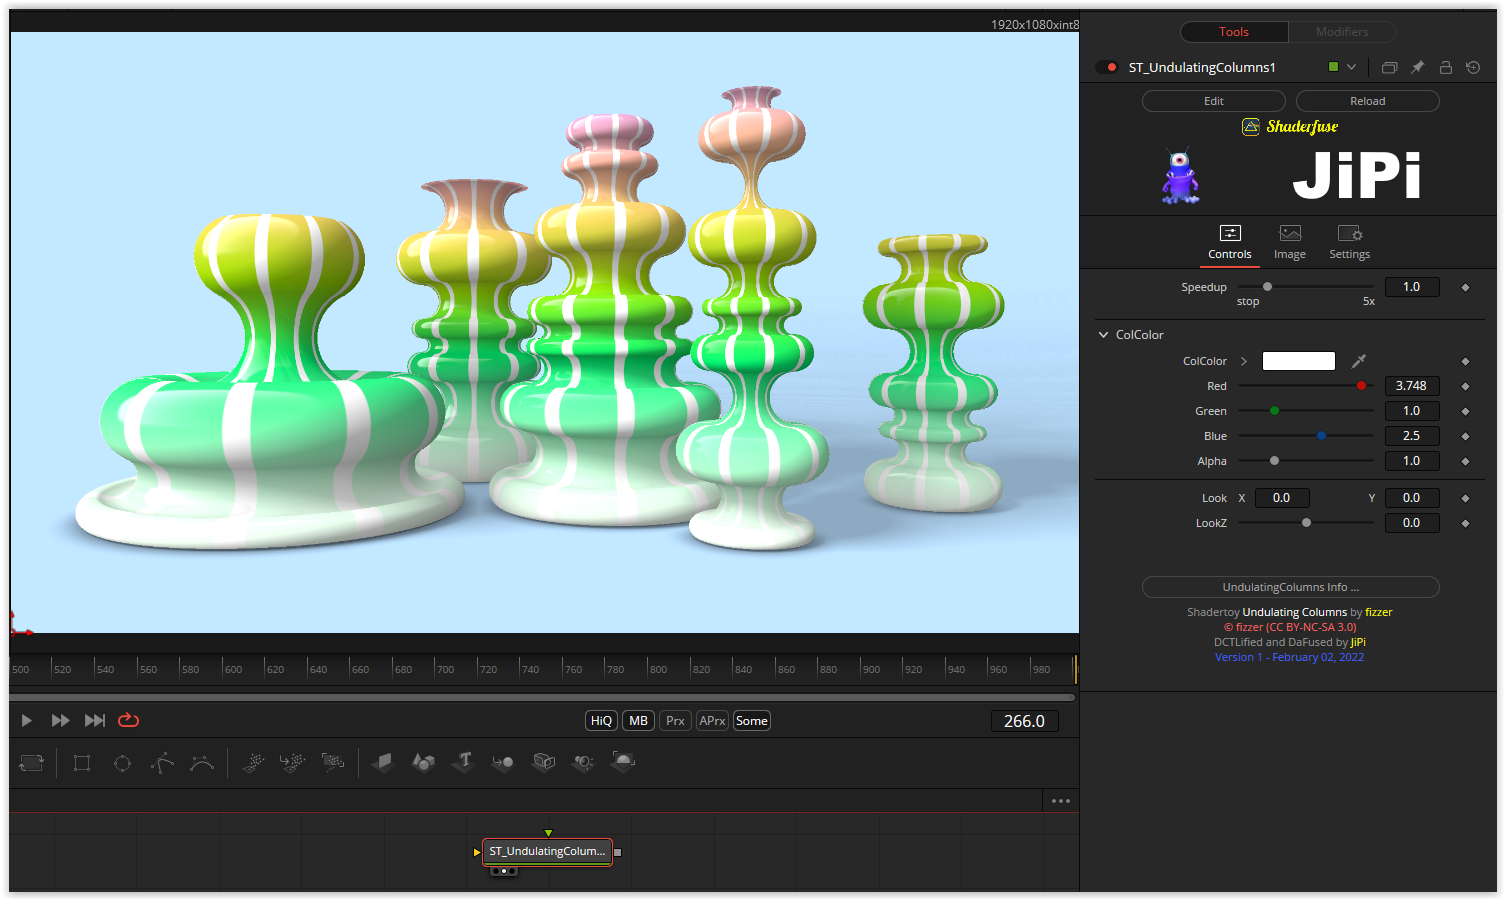 1920x1080xint8
Tools
Modifiers
ST_UndulatingColumns1
Edit
Reload
Shaderfuse
JiPi
Controls
Image
Settings
Speedup
1.0
stop
5x
ColColor
ColColor
Red
3.748
Green
1.0
Blue
2.5
Alpha
1.0
Look
X
0.0
Y
0.0
LookZ
0.0
UndulatingColumns Info ...
Shadertoy Undulating Columns by fizzer
© fizzer (CC BY-NC-SA 3.0)
DCTLified and DaFused by JiPi
Version 1 - February 02, 2022
500 520 540 560 580 600 620 640 660 680 700 720 740 760 780 800 820 840 860 880 900 920 940 960 980
HiQ
MB
Prx
APrx
Some
266.0
ST_UndulatingColum...